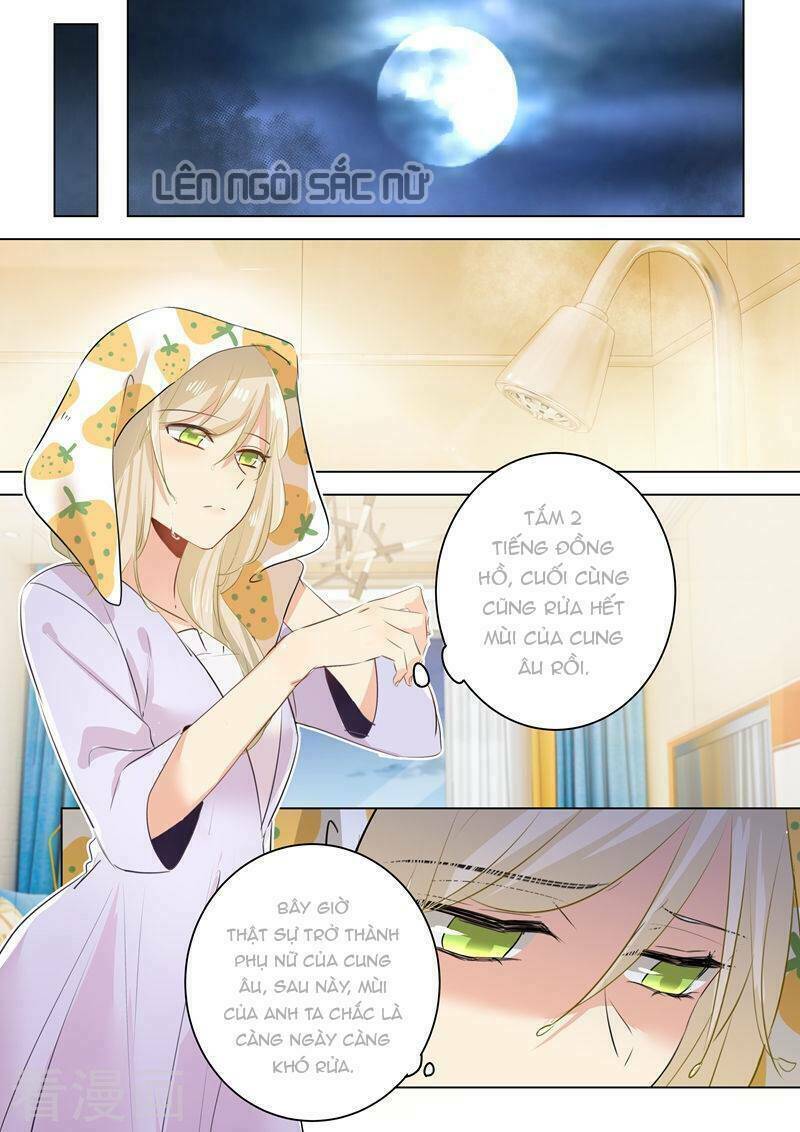 LÊN NGÔI SẮC NỮ
TẮM 2
TIẾNG ĐỒNG
HỒ, CUỐI CÙNG
CŨNG RỬA HẾT
MÙI CỦA CUNG
ÂU RỒI.
BÂY GIỜ
THẬT SỰ TRỞ THÀNH
PHỤ NỮ CỦA CUNG
ÂU, SAU NÀY, MÙI
CỦA ANH TA CHẮC LÀ
CÀNG NGÀY CÀNG
KHÓ RỬA.
看漫画